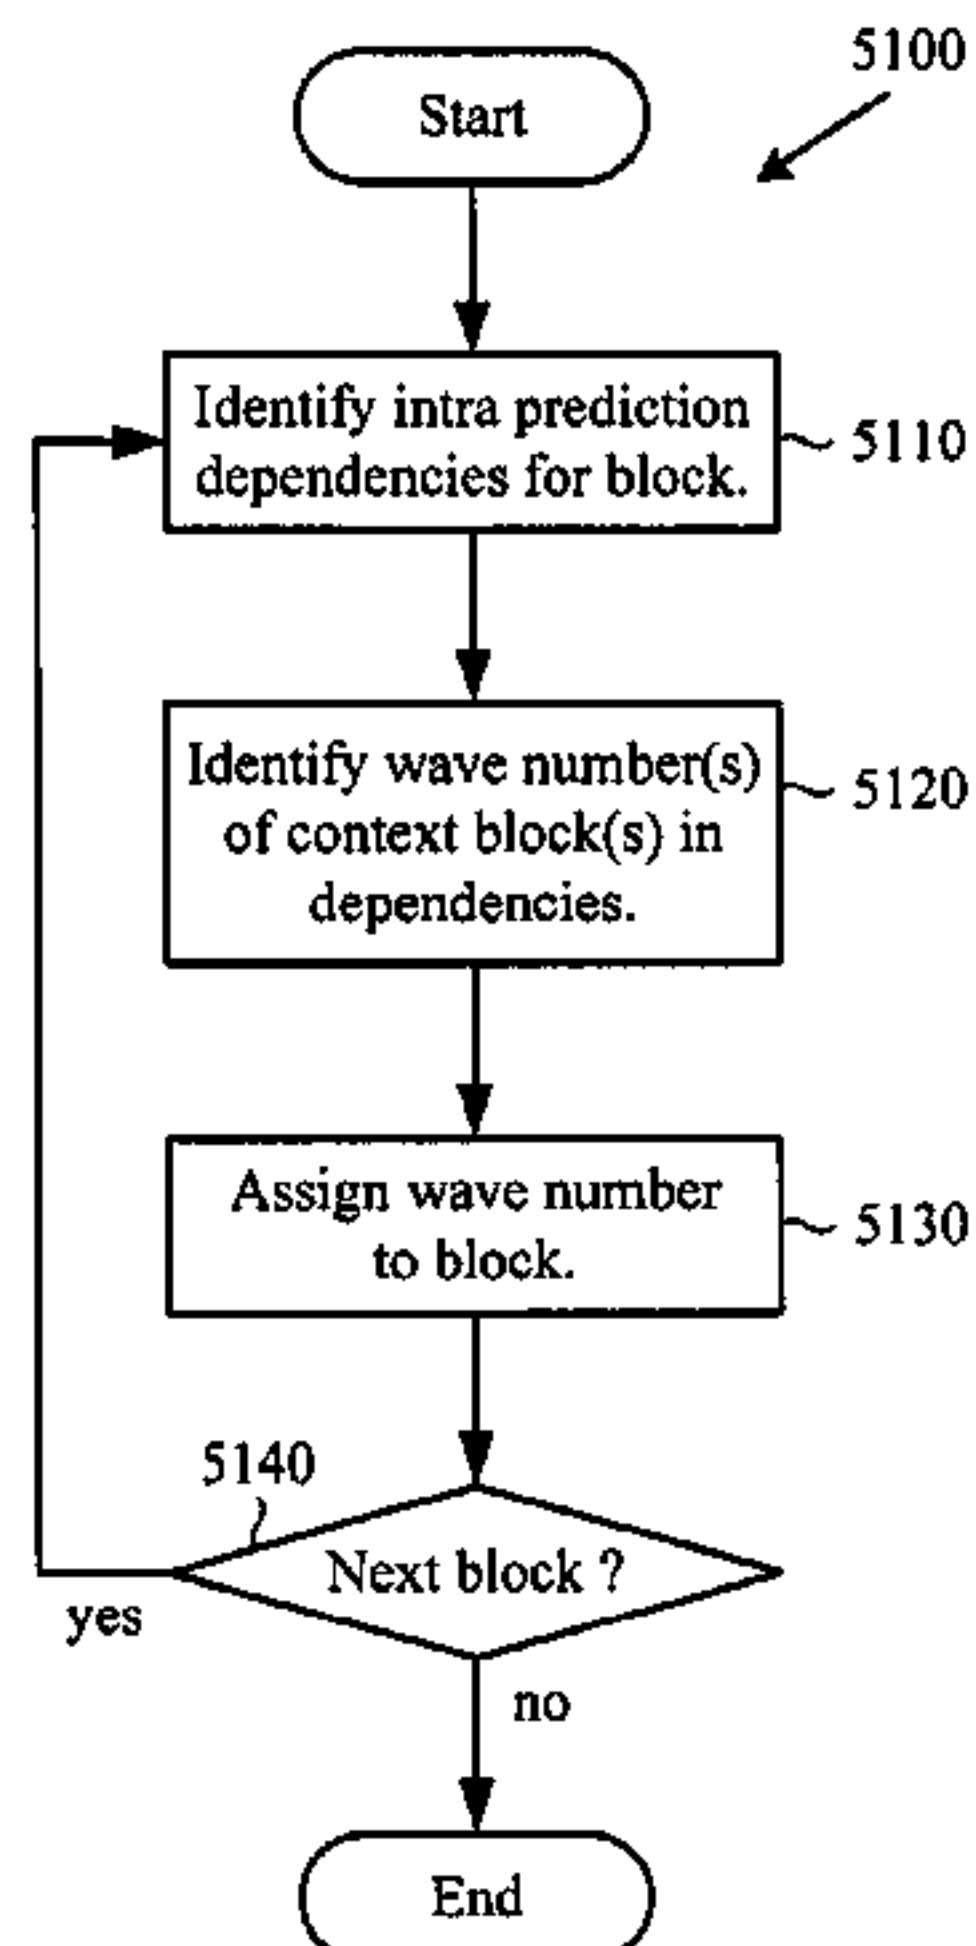 5100
Start
Identify intra prediction
dependencies for block.
5110
Identify wave number(s)
of context block(s) in
dependencies.
5120
Assign wave number
to block.
5130
5140
Next block ?
yes
no
End